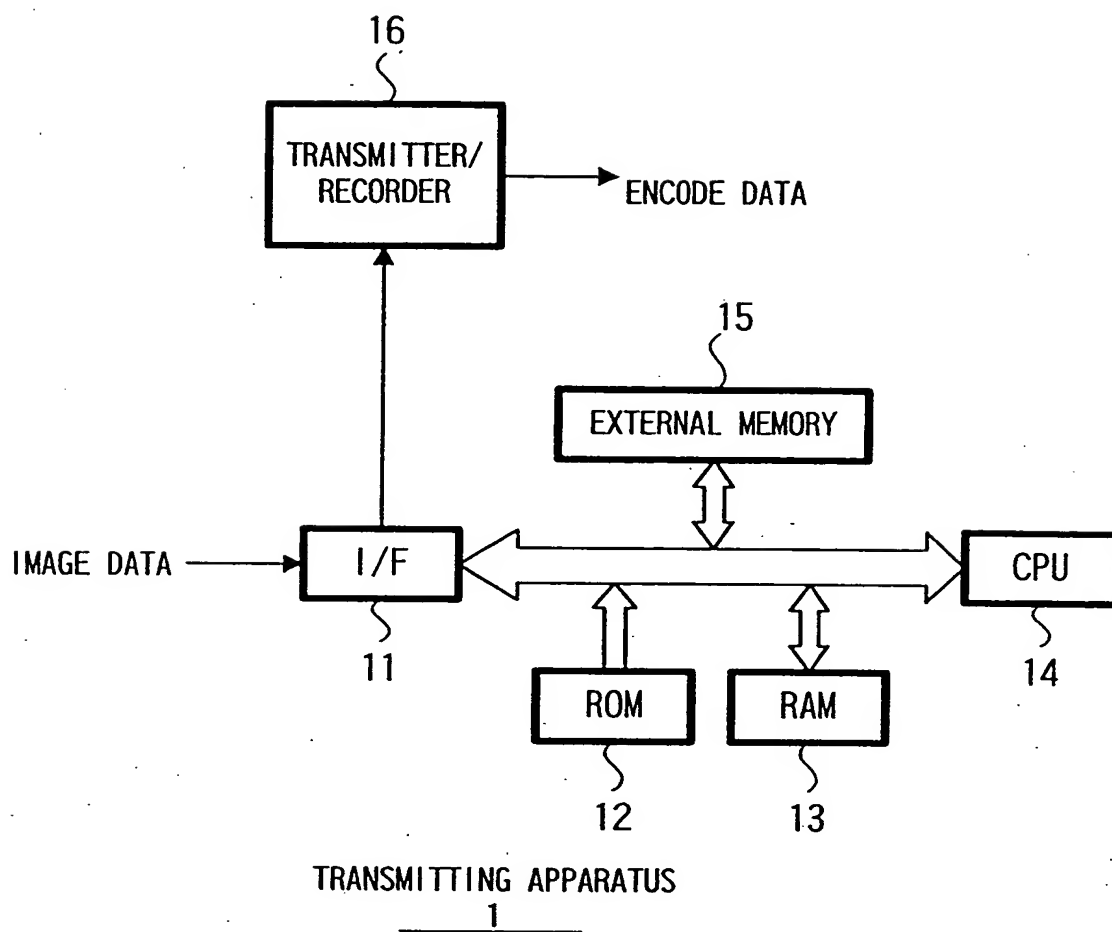 16
TRANSMITTER/
RECORDER
ENCODE DATA
15
EXTERNAL MEMORY
IMAGE DATA
I/F
CPU
11
14
ROM
RAM
12
13
TRANSMITTING APPARATUS
1